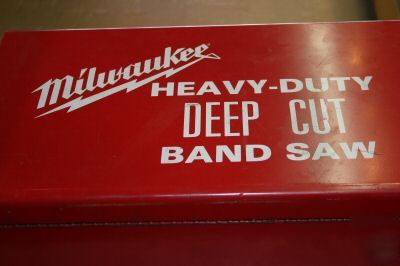 Milwaukee
HEAVY-DUTY
DEEP CUT
BAND SAW